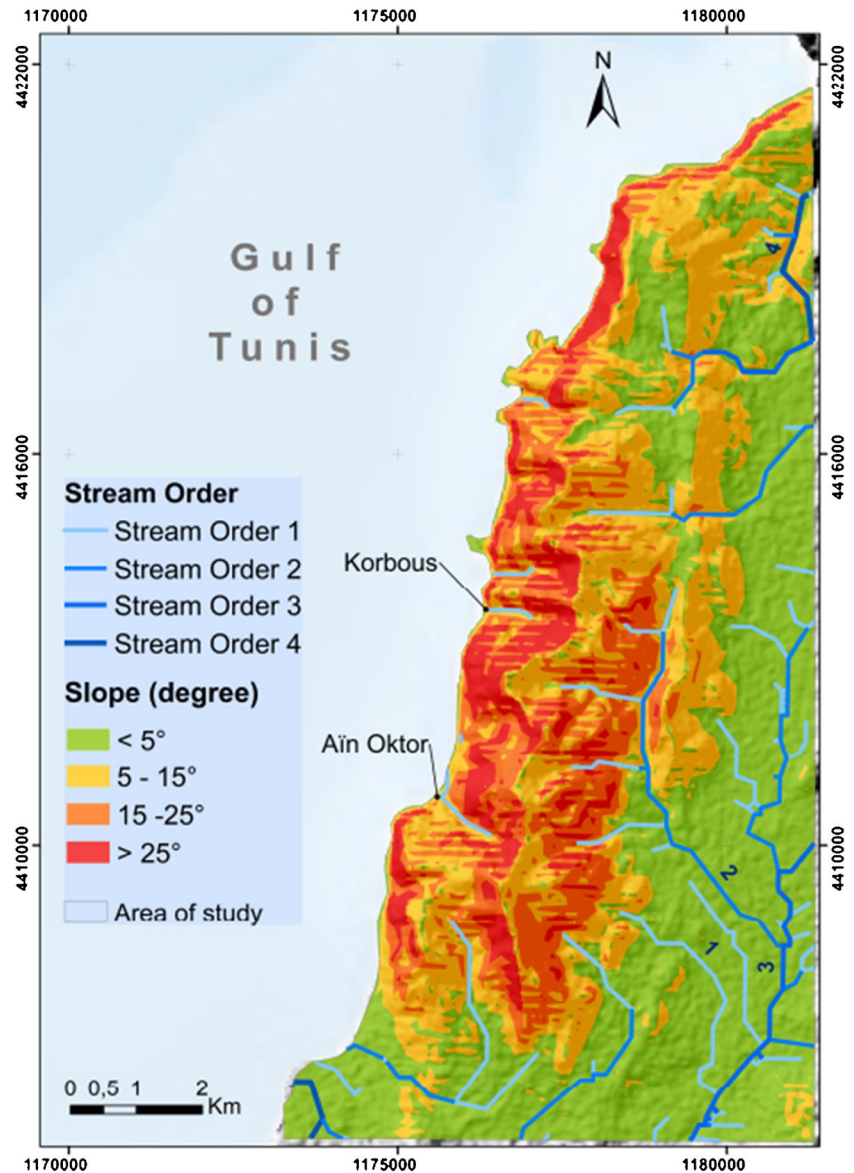 1170000 1175000 1180000
4422000 4422000
N
Gulf
of
Tunis
4
4416000 4416000
Stream Order
Stream Order 1
Stream Order 2
Stream Order 3
Stream Order 4
Korbous
Slope (degree)
< 5°
5 - 15°
15 -25°
> 25°
Aïn Oktor
4410000 4410000
Area of study
2
1
3
0 0,5 1 2
Km
1170000 1175000 1180000